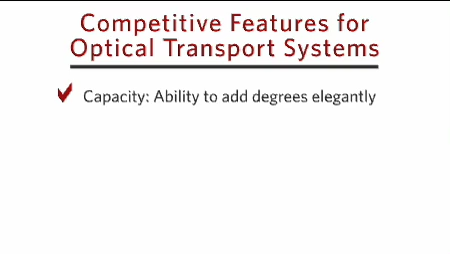 Competitive Features for
Optical Transport Systems
Capacity: Ability to add degrees elegantly